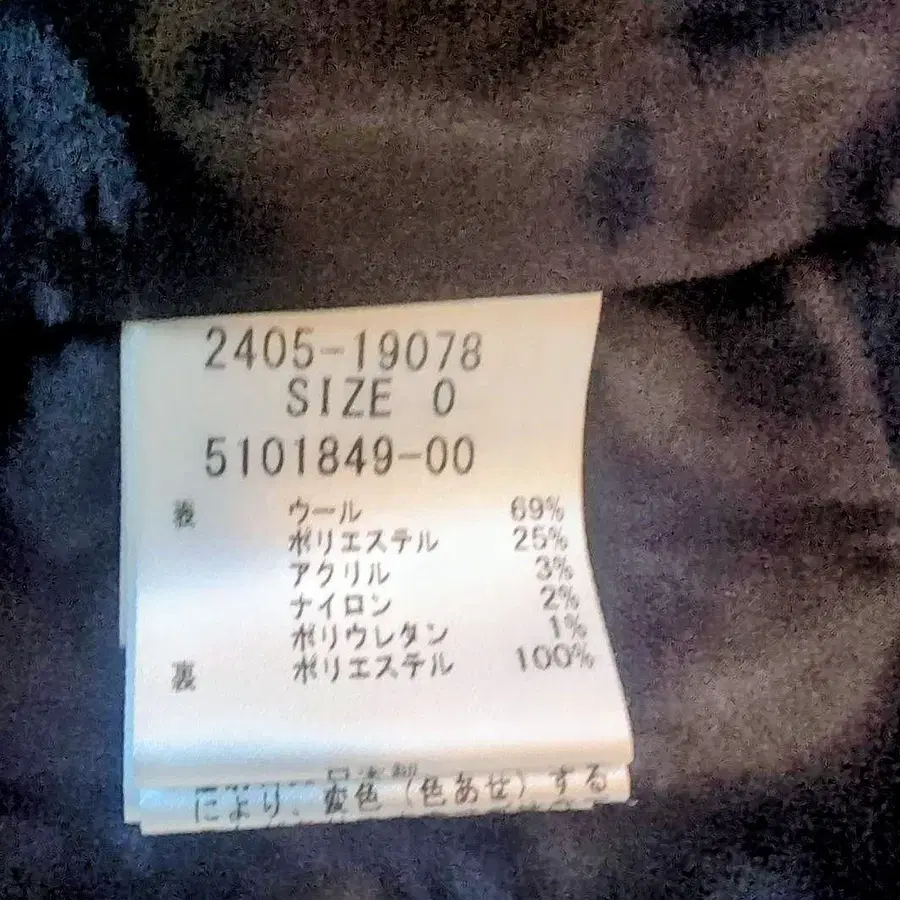 2405-19078
SIZE 0
5101849-00
表 ウール 69%
ポリエステル 25%
アクリル 3%
ナイロン 2%
ポリウレタン 1%
裏 ポリエステル 100%
により、変色（色あせ）する